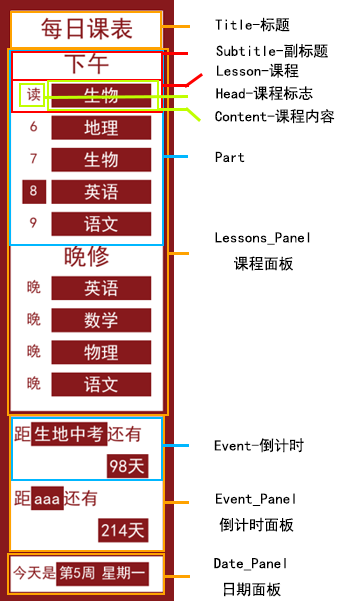 每日课表
下午
读 生物
6 地理
7 生物
8 英语
9 语文
晚修
晚 英语
晚 数学
晚 物理
晚 语文
距生地中考还有
98天
距aaa还有
214天
今天是第5周 星期一
Title-标题
Subtitle-副标题
Lesson-课程
Head-课程标志
Content-课程内容
Part
Lessons_Panel
课程面板
Event-倒计时
Event_Panel
倒计时面板
Date_Panel
日期面板